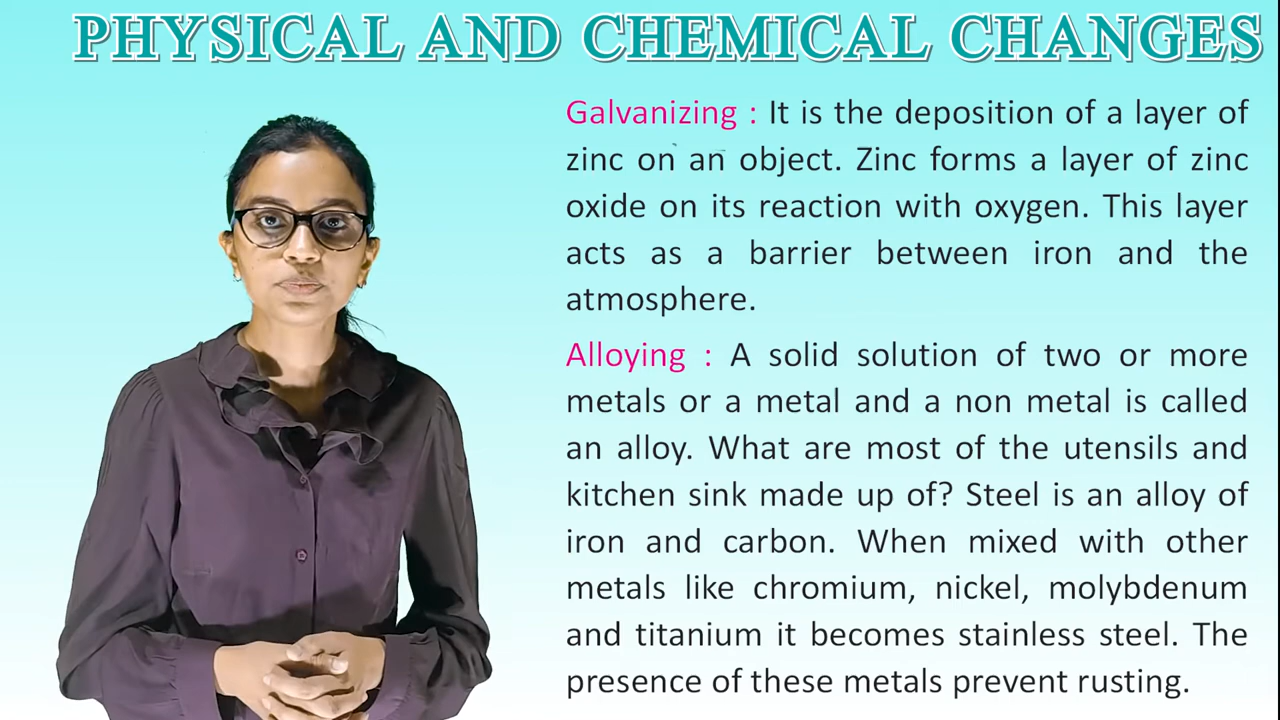 PHYSICAL AND CHEMICAL CHANGES
Galvanizing : It is the deposition of a layer of
zinc on an object. Zinc forms a layer of zinc
oxide on its reaction with oxygen. This layer
acts as a barrier between iron and the
atmosphere.
Alloying : A solid solution of two or more
metals or a metal and a non metal is called
an alloy. What are most of the utensils and
kitchen sink made up of? Steel is an alloy of
iron and carbon. When mixed with other
metals like chromium, nickel, molybdenum
and titanium it becomes stainless steel. The
presence of these metals prevent rusting.